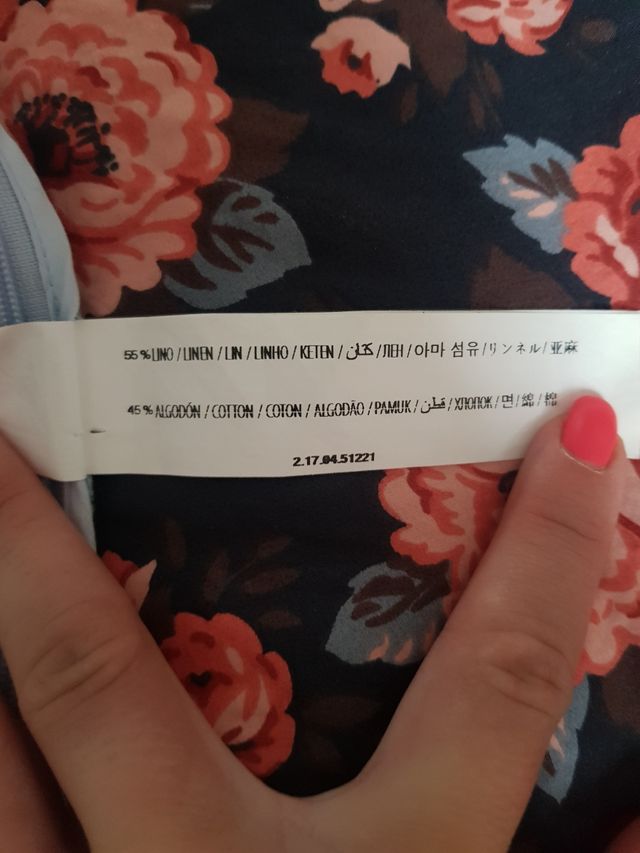 55% LINO / LINEN / LIN / LINHO / KETEN / كتان / ЛЕН / 아마 섬유 / リンネル / 亚麻
45% ALGODÓN / COTTON / COTON / ALGODÃO / PAMUK / قطن / ХЛОПОК / 면 / 綿 / 棉
2.17.04.51221